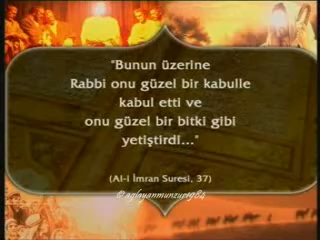 "Bunun üzerine
Rabbi onu güzel bir kabulle
kabul etti ve
onu güzel bir bitki gibi
yetiştirdi..."
(Al-i İmran Suresi, 37)
© aglayanmunzur1984